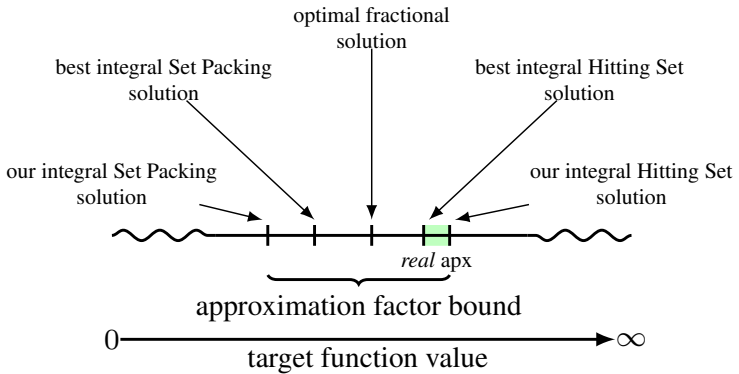 optimal fractional
solution
best integral Set Packing
solution
best integral Hitting Set
solution
our integral Set Packing
solution
our integral Hitting Set
solution
real apx
approximation factor bound
0
∞
target function value